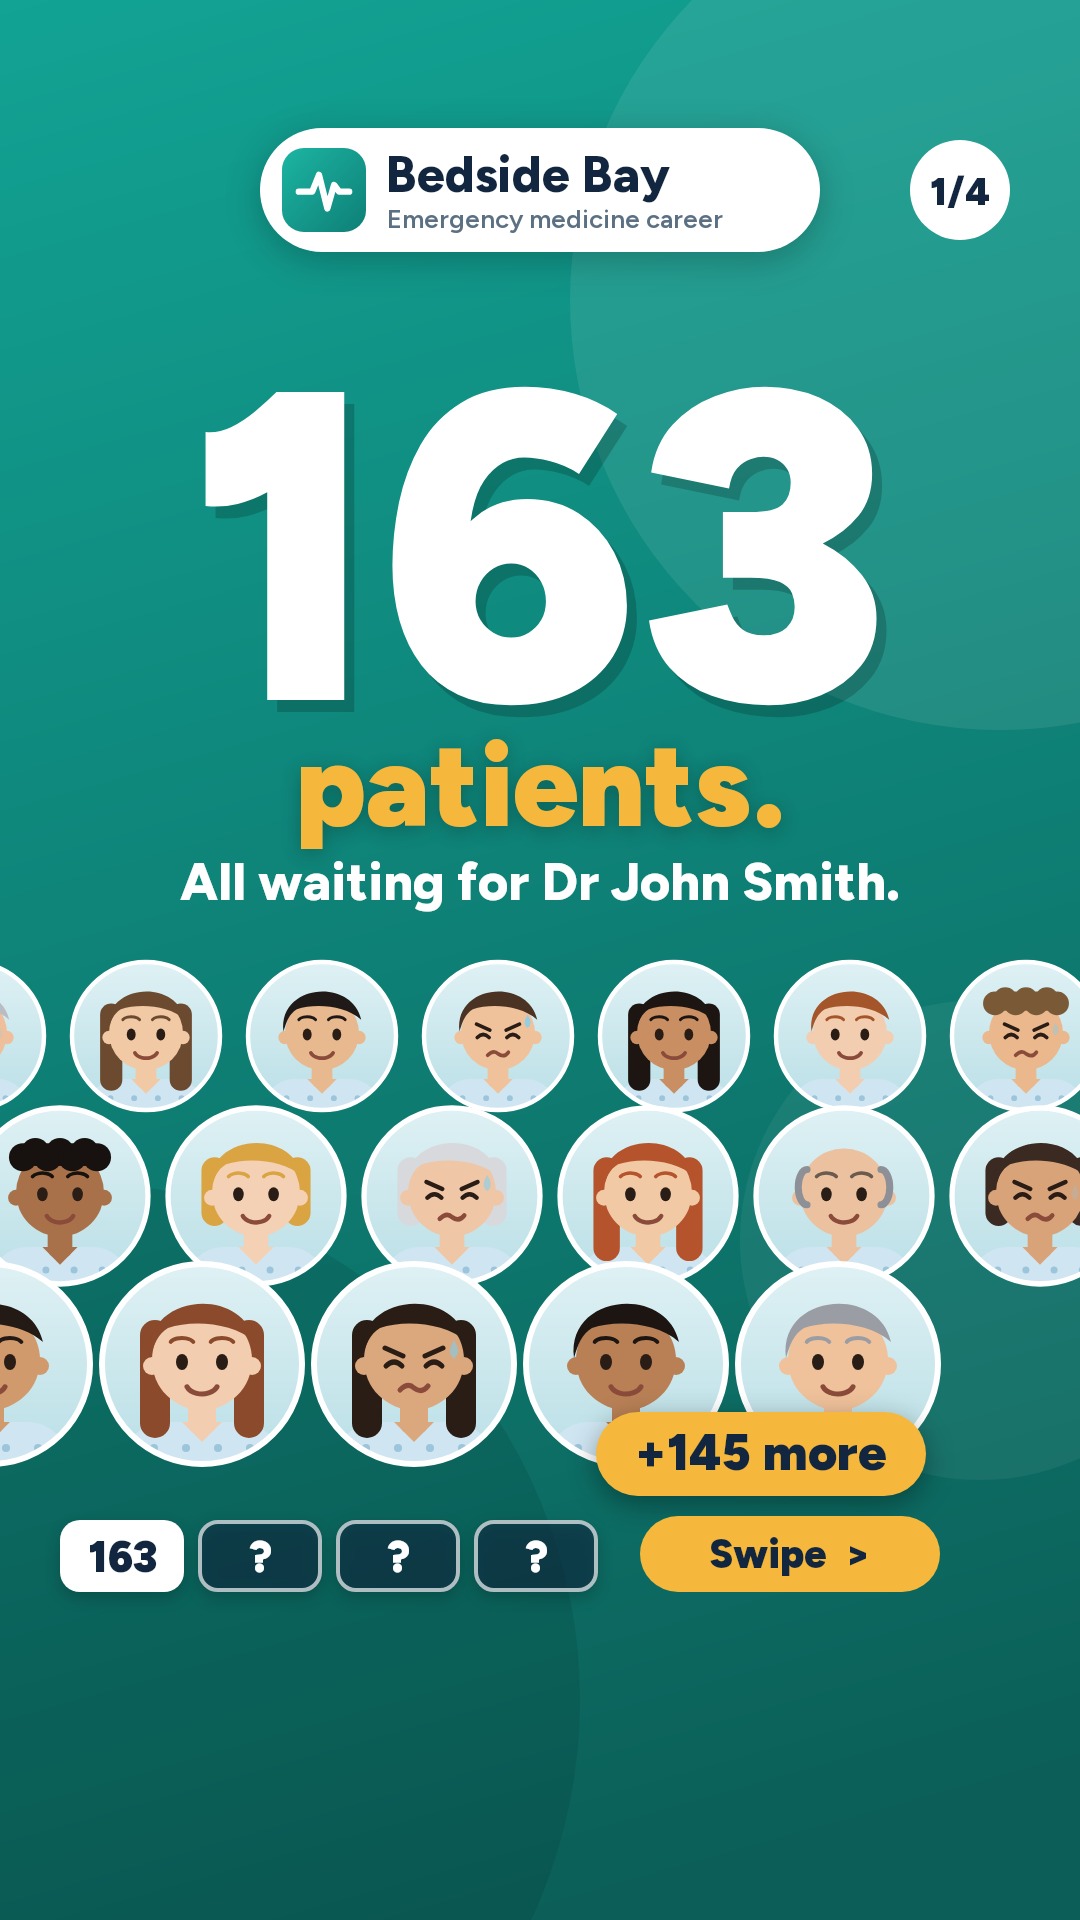 Bedside Bay
Emergency medicine career
1/4
163
patients.
All waiting for Dr John Smith.
+145 more
163
?
?
?
Swipe >